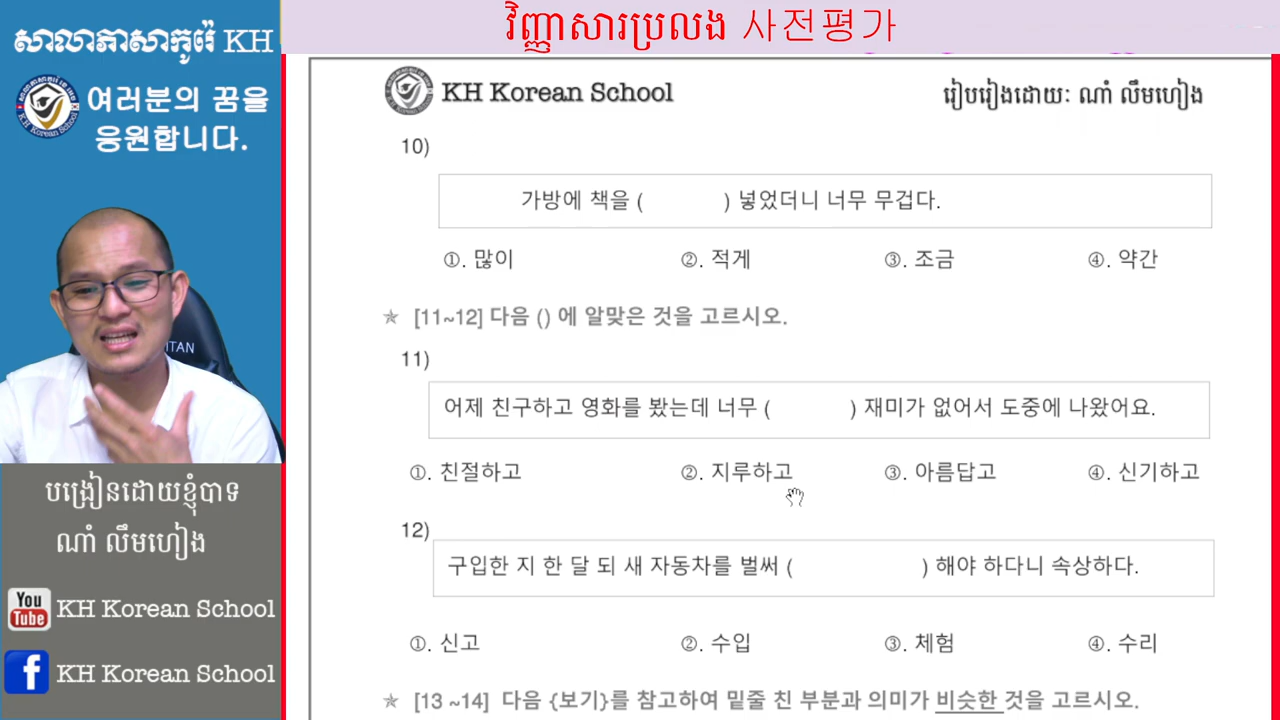 សាលាភាសាកូរ៉េ KH
여러분의 꿈을
응원합니다.
បង្រៀនដោយខ្ញុំបាទ
ណាំ លឹមហៀង
You
Tube
KH Korean School
KH Korean School
វិញ្ញាសារប្រលង 사전평가
KH Korean School
រៀបរៀងដោយ: ណាំ លឹមហៀង
10)
가방에 책을 ( ) 넣었더니 너무 무겁다.
①. 많이 ②. 적게 ③. 조금 ④. 약간
★ [11~12] 다음 () 에 알맞은 것을 고르시오.
11)
어제 친구하고 영화를 봤는데 너무 ( ) 재미가 없어서 도중에 나왔어요.
①. 친절하고 ②. 지루하고 ③. 아름답고 ④. 신기하고
12)
구입한 지 한 달 되 새 자동차를 벌써 ( ) 해야 하다니 속상하다.
①. 신고 ②. 수입 ③. 체험 ④. 수리
★ [13 ~14] 다음 {보기}를 참고하여 밑줄 친 부분과 의미가 비슷한 것을 고르시오.